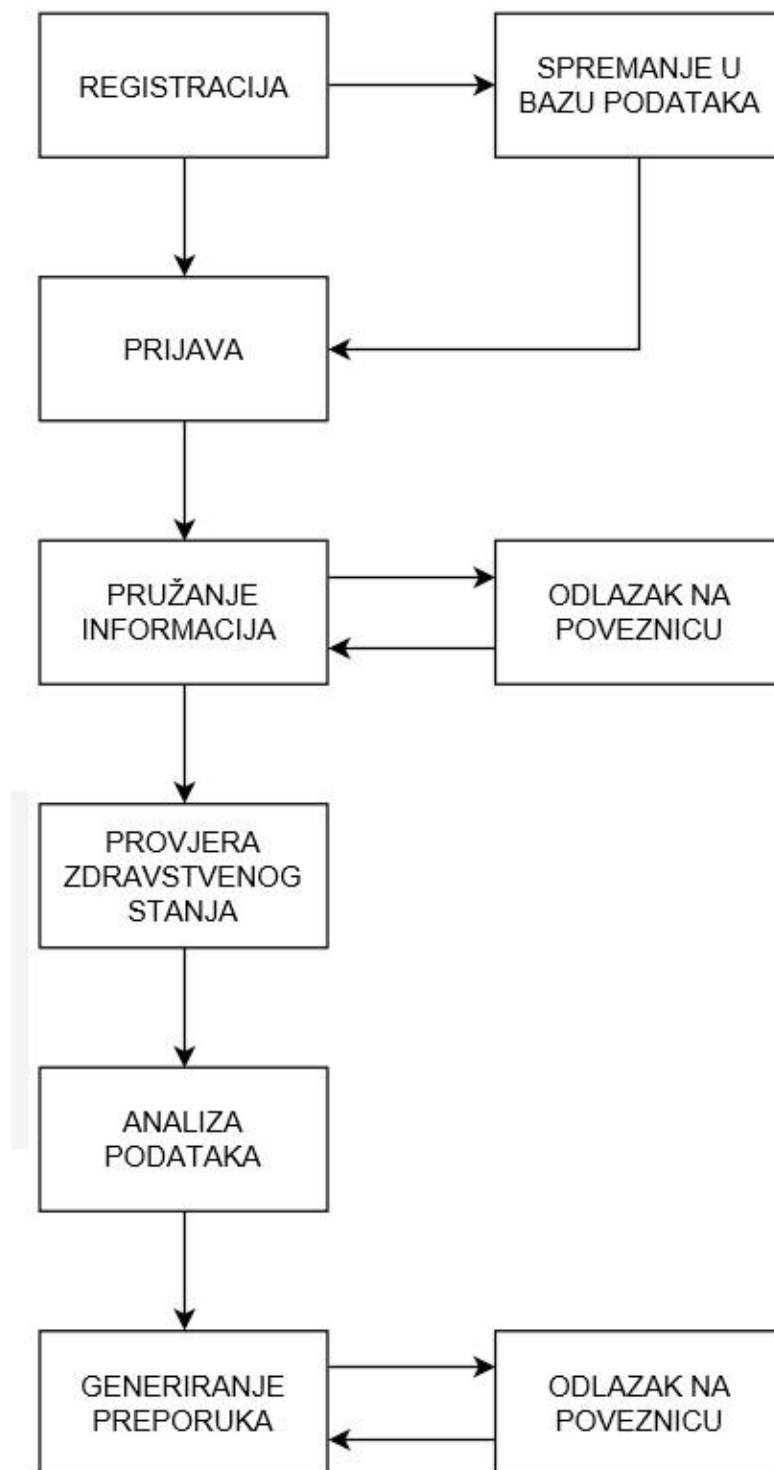 REGISTRACIJA
SPREMANJE U
BAZU PODATAKA
PRIJAVA
PRUŽANJE
INFORMACIJA
ODLAZAK NA
POVEZNICU
PROVJERA
ZDRAVSTVENOG
STANJA
ANALIZA
PODATAKA
GENERIRANJE
PREPORUKA
ODLAZAK NA
POVEZNICU